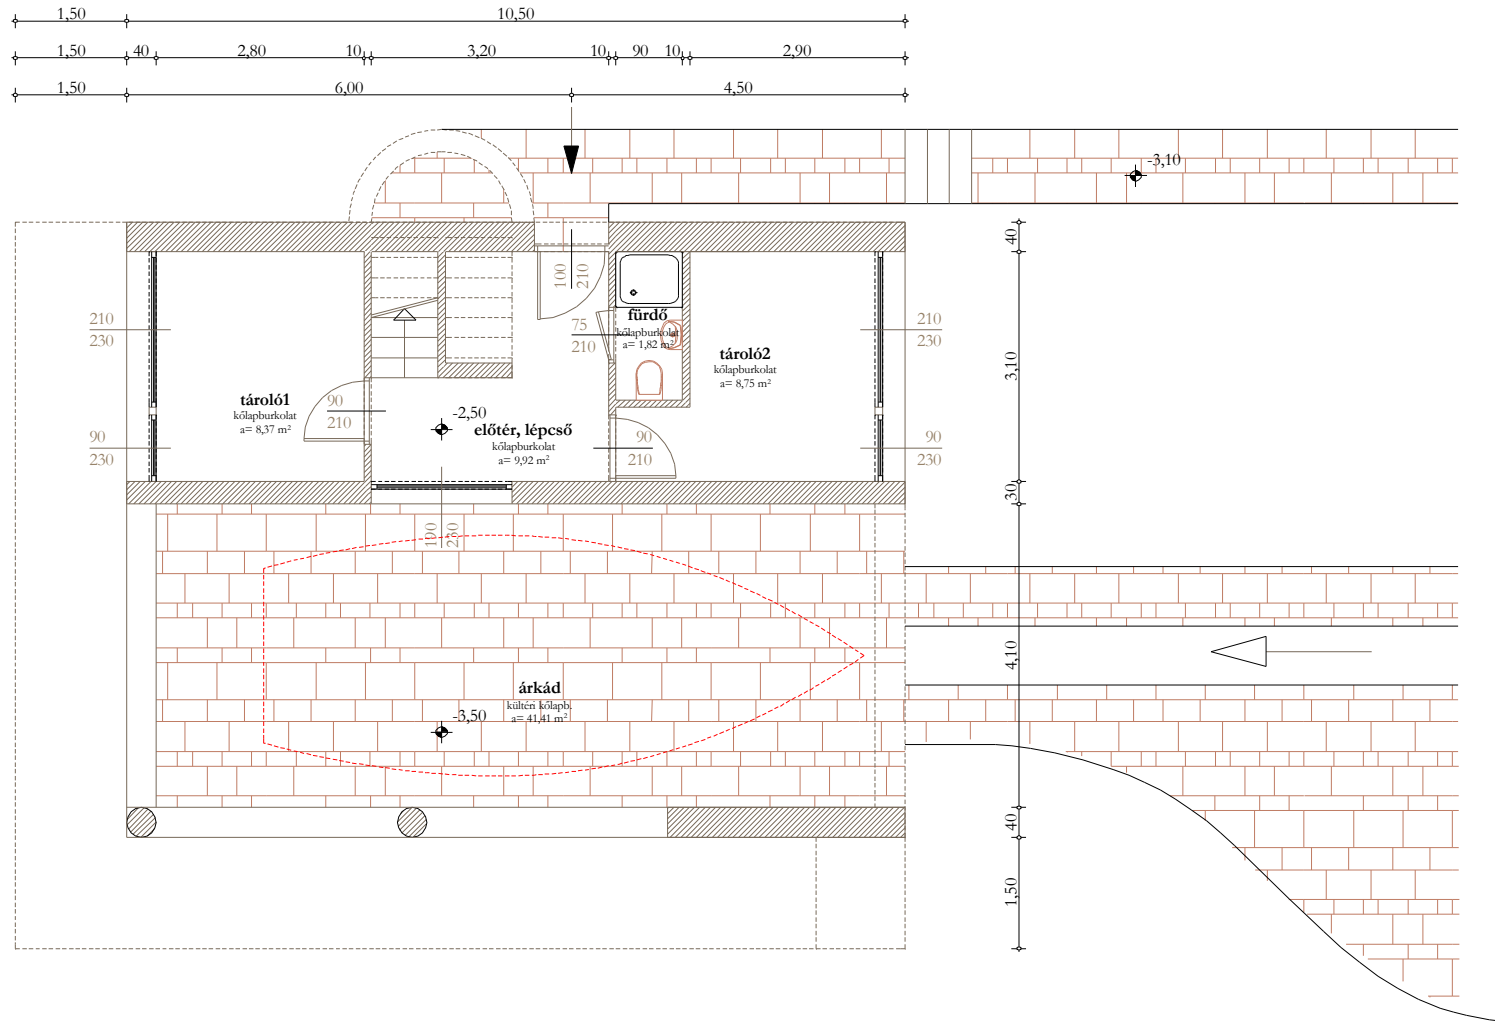 1,50 10,50
1,50 40 2,80 10 3,20 10 90 10 2,90
1,50 6,00 4,50
-3,10
40
100
210
210
230
75
210
fürdő
kőlapburkolat
a= 1,82 m²
210
230
tároló2
kőlapburkolat
a= 8,75 m²
3,10
tároló1
kőlapburkolat
a= 8,37 m²
90
210
-2,50
előtér, lépcső
kőlapburkolat
a= 9,92 m²
90
230
90
210
90
230
30
230
4,10
árkád
kültéri kőlapb.
a= 41,41 m²
-3,50
40
1,50